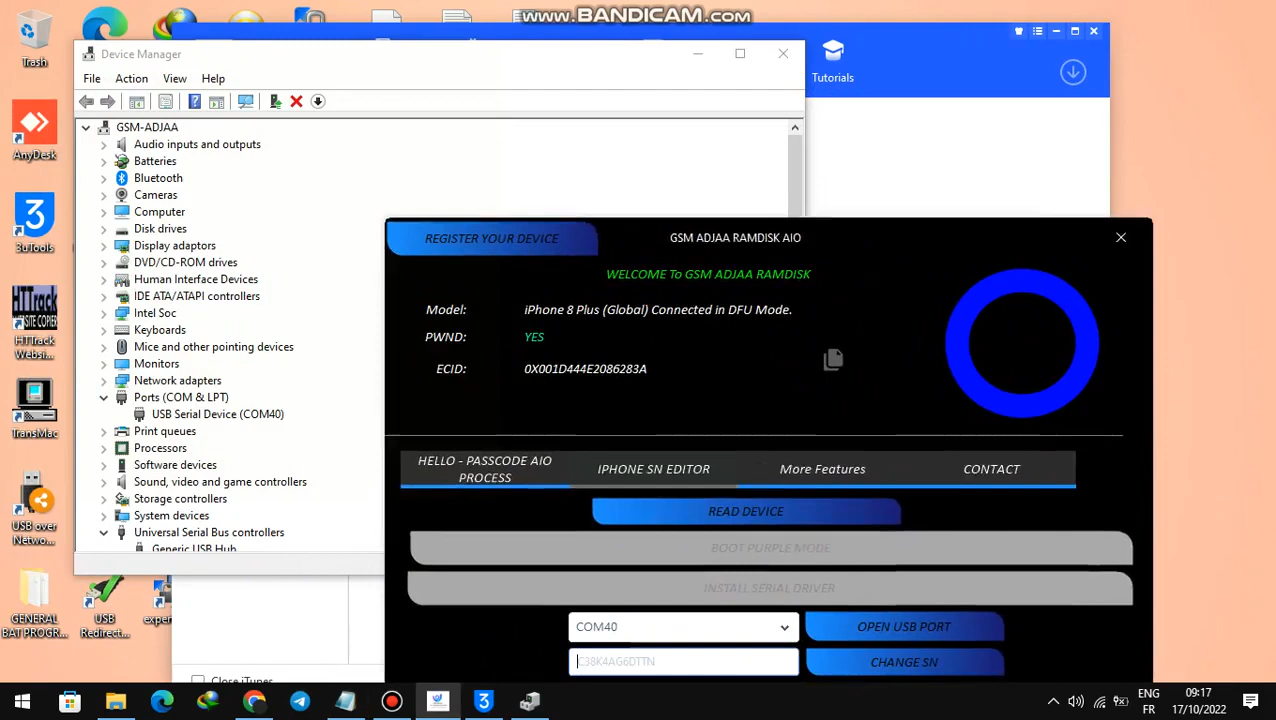 www.BANDICAM.com
Trash
AnyDesk
3uTools
HTTrack
Websi...
TransMac
USB over
Netwo...
GENERAL
BAT PROGR...
USB
Redirect...
exper
Device Manager
File Action View Help
GSM-ADJAA
Audio inputs and outputs
Batteries
Bluetooth
Cameras
Computer
Disk drives
Display adaptors
DVD/CD-ROM drives
Human Interface Devices
IDE ATA/ATAPI controllers
Intel Soc
Keyboards
Mice and other pointing devices
Monitors
Network adapters
Ports (COM & LPT)
USB Serial Device (COM40)
Print queues
Processors
Software devices
Sound, video and game controllers
Storage controllers
System devices
Universal Serial Bus controllers
Generic USB Hub
Tutorials
REGISTER YOUR DEVICE
GSM ADJAA RAMDISK AIO
WELCOME To GSM ADJAA RAMDISK
Model: iPhone 8 Plus (Global) Connected in DFU Mode.
PWND: YES
ECID: 0X001D444E2086283A
HELLO - PASSCODE AIO
PROCESS
IPHONE SN EDITOR
More Features
CONTACT
READ DEVICE
BOOT PURPLE MODE
INSTALL SERIAL DRIVER
COM40
OPEN USB PORT
C38K4AG6DTTN
CHANGE SN
Close iTunes
ENG
FR
09:17
17/10/2022